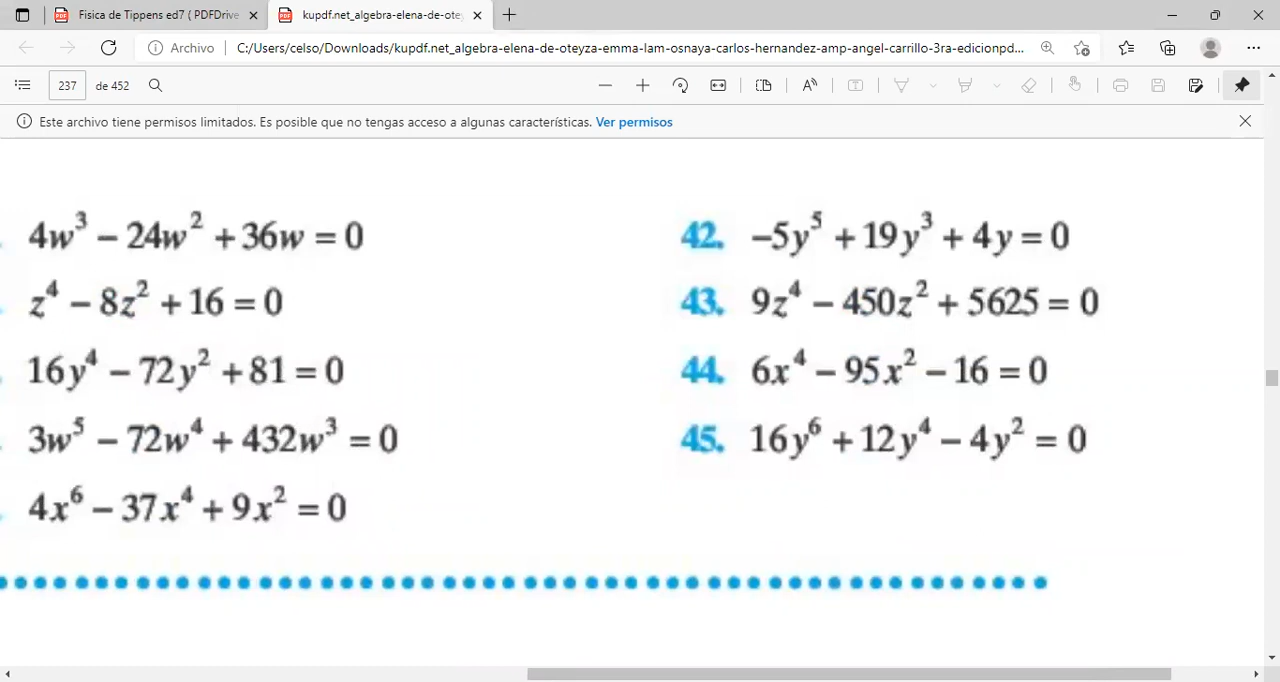 Fisica de Tippens ed7 ( PDFDrive
kupdf.net_algebra-elena-de-otey
Archivo
C:/Users/celso/Downloads/kupdf.net_algebra-elena-de-oteyza-emma-lam-osnaya-carlos-hernandez-amp-angel-carrillo-3ra-edicionpd...
237 de 452
Este archivo tiene permisos limitados. Es posible que no tengas acceso a algunas características. Ver permisos
4w³ − 24w² + 36w = 0
z⁴ − 8z² + 16 = 0
16y⁴ − 72y² + 81 = 0
3w⁵ − 72w⁴ + 432w³ = 0
4x⁶ − 37x⁴ + 9x² = 0
42. −5y⁵ + 19y³ + 4y = 0
43. 9z⁴ − 450z² + 5625 = 0
44. 6x⁴ − 95x² − 16 = 0
45. 16y⁶ + 12y⁴ − 4y² = 0